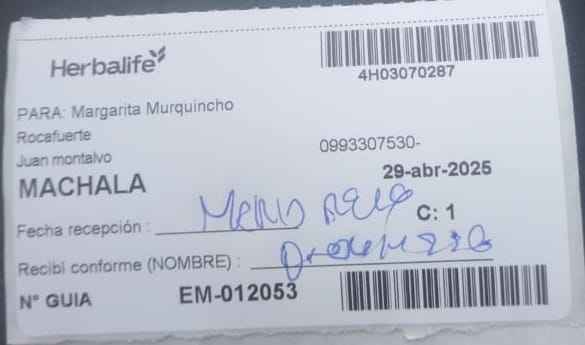 Herbalife
4H03070287
PARA: Margarita Murquincho
Rocafuerte
Juan montalvo
0993307530-
MACHALA
29-abr-2025
Fecha recepción :
C: 1
Recibi conforme (NOMBRE) :
N° GUIA
EM-012053